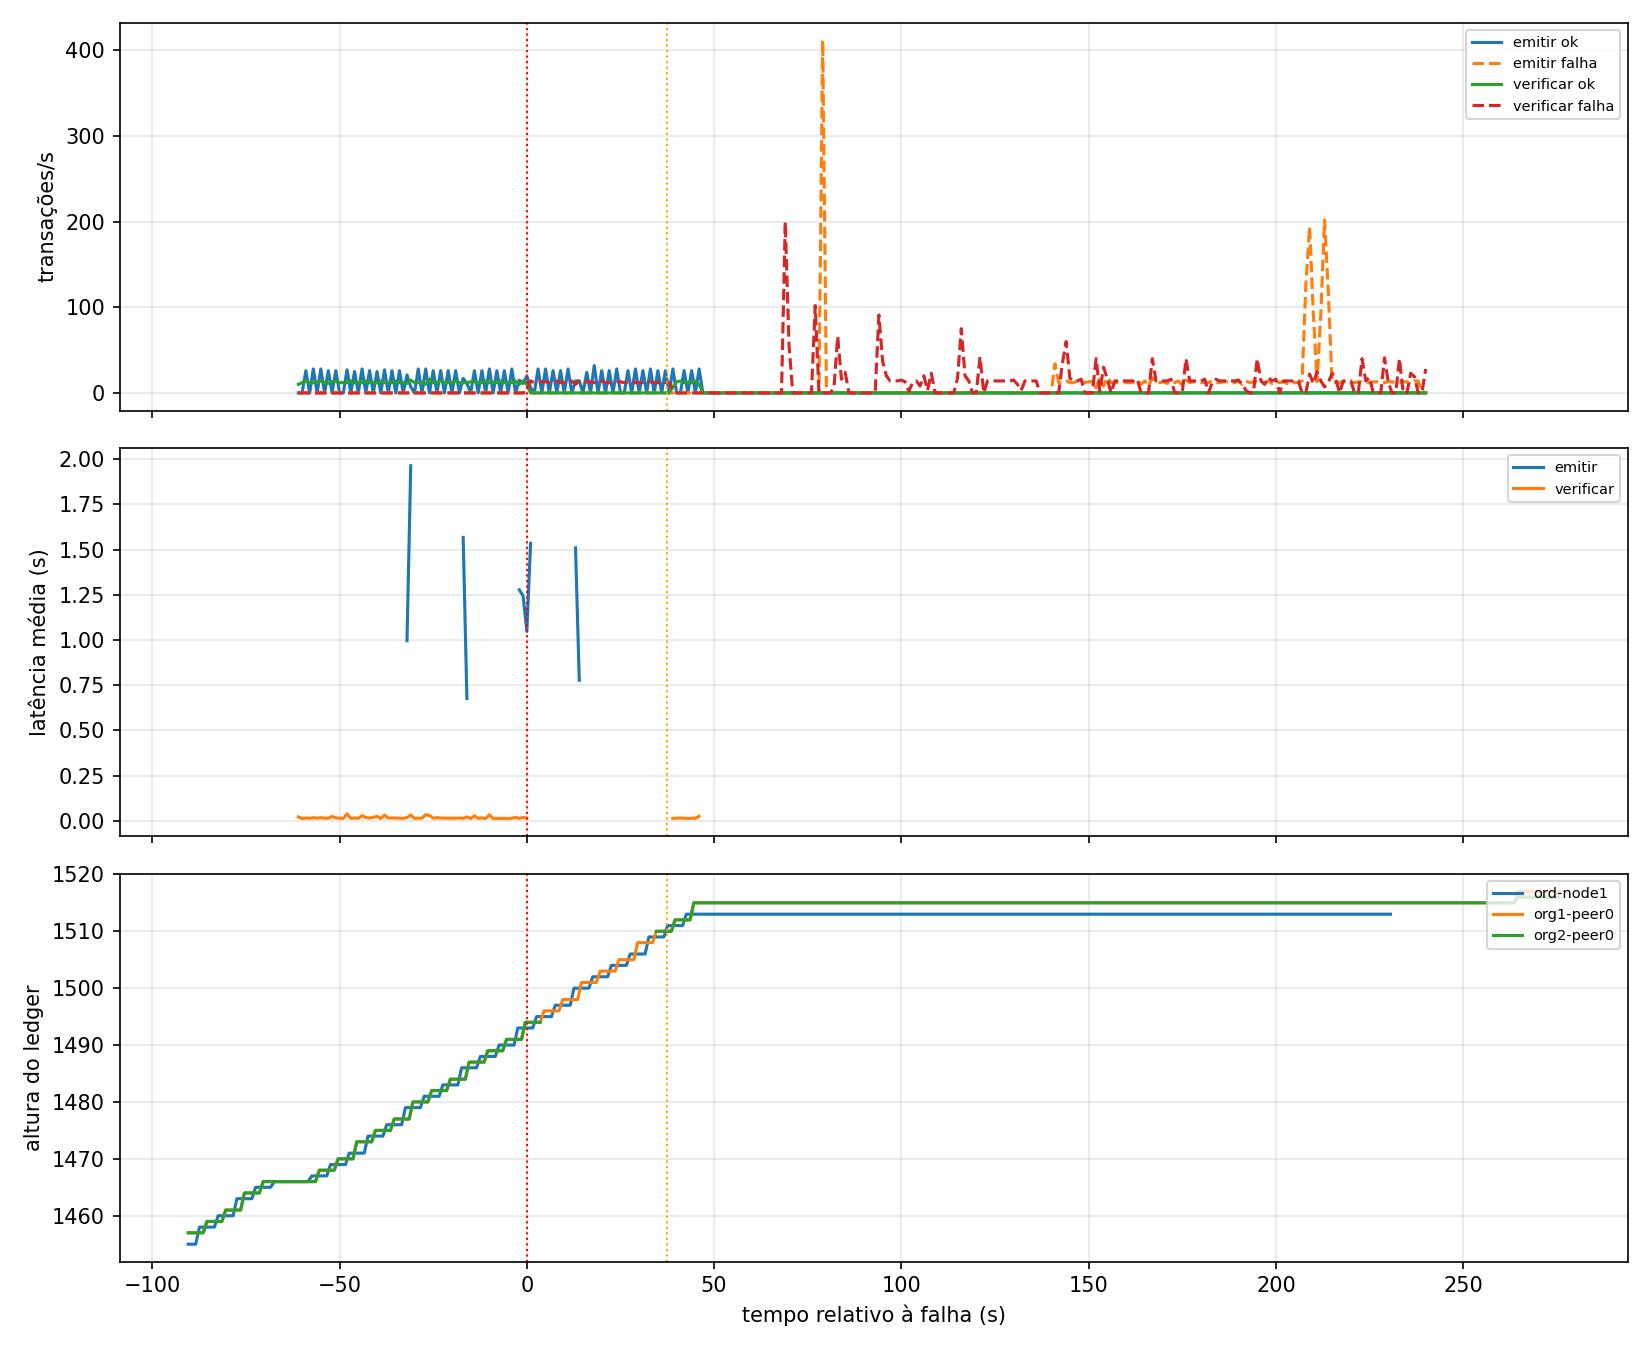 transações/s
400
300
200
100
0
emitir ok
emitir falha
verificar ok
verificar falha
latência média (s)
2.00
1.75
1.50
1.25
1.00
0.75
0.50
0.25
0.00
emitir
verificar
altura do ledger
1520
1510
1500
1490
1480
1470
1460
ord-node1
org1-peer0
org2-peer0
−100
−50
0
50
100
150
200
250
tempo relativo à falha (s)